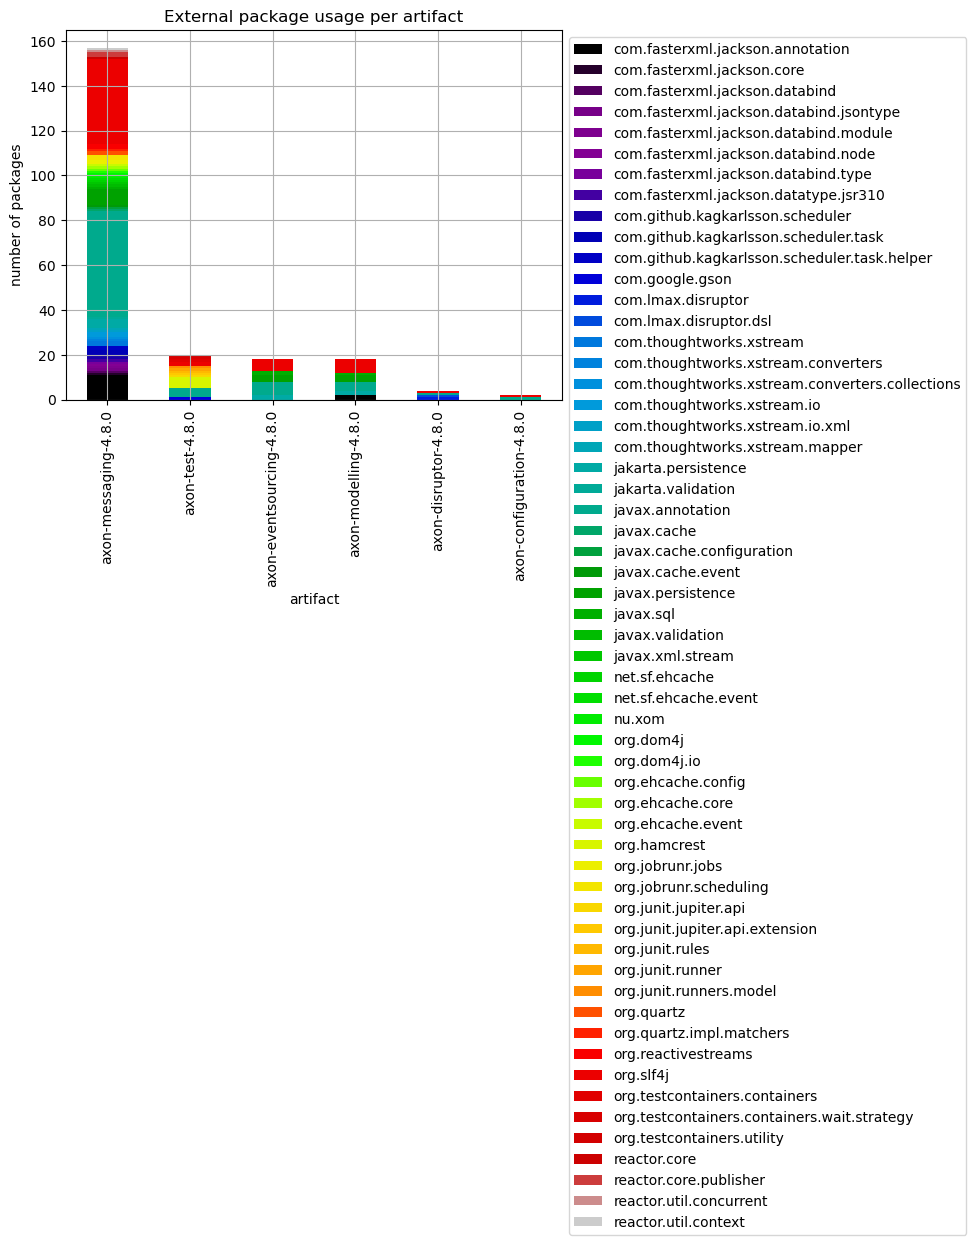 External package usage per artifact
number of packages
160
140
120
100
80
60
40
20
0
axon-messaging-4.8.0
axon-test-4.8.0
axon-eventsourcing-4.8.0
axon-modelling-4.8.0
axon-disruptor-4.8.0
axon-configuration-4.8.0
artifact
com.fasterxml.jackson.annotation
com.fasterxml.jackson.core
com.fasterxml.jackson.databind
com.fasterxml.jackson.databind.jsontype
com.fasterxml.jackson.databind.module
com.fasterxml.jackson.databind.node
com.fasterxml.jackson.databind.type
com.fasterxml.jackson.datatype.jsr310
com.github.kagkarlsson.scheduler
com.github.kagkarlsson.scheduler.task
com.github.kagkarlsson.scheduler.task.helper
com.google.gson
com.lmax.disruptor
com.lmax.disruptor.dsl
com.thoughtworks.xstream
com.thoughtworks.xstream.converters
com.thoughtworks.xstream.converters.collections
com.thoughtworks.xstream.io
com.thoughtworks.xstream.io.xml
com.thoughtworks.xstream.mapper
jakarta.persistence
jakarta.validation
javax.annotation
javax.cache
javax.cache.configuration
javax.cache.event
javax.persistence
javax.sql
javax.validation
javax.xml.stream
net.sf.ehcache
net.sf.ehcache.event
nu.xom
org.dom4j
org.dom4j.io
org.ehcache.config
org.ehcache.core
org.ehcache.event
org.hamcrest
org.jobrunr.jobs
org.jobrunr.scheduling
org.junit.jupiter.api
org.junit.jupiter.api.extension
org.junit.rules
org.junit.runner
org.junit.runners.model
org.quartz
org.quartz.impl.matchers
org.reactivestreams
org.slf4j
org.testcontainers.containers
org.testcontainers.containers.wait.strategy
org.testcontainers.utility
reactor.core
reactor.core.publisher
reactor.util.concurrent
reactor.util.context